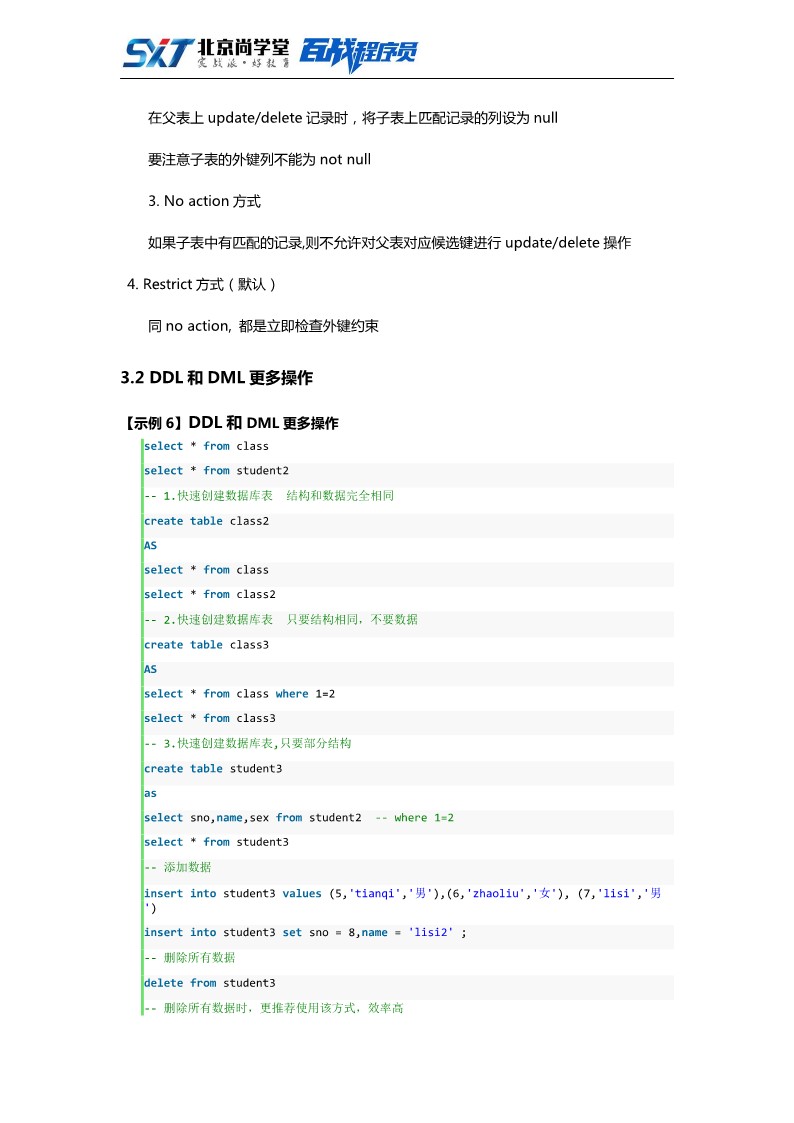 SXT 北京尚学堂 百战程序员
实战派·好教育
在父表上 update/delete 记录时，将子表上匹配记录的列设为 null
要注意子表的外键列不能为 not null
3. No action 方式
如果子表中有匹配的记录,则不允许对父表对应候选键进行 update/delete 操作
4. Restrict 方式（默认）
同 no action, 都是立即检查外键约束
3.2 DDL 和 DML 更多操作
【示例 6】DDL 和 DML 更多操作
select * from class
select * from student2
-- 1.快速创建数据库表  结构和数据完全相同
create table class2
AS
select * from class
select * from class2
-- 2.快速创建数据库表  只要结构相同，不要数据
create table class3
AS
select * from class where 1=2
select * from class3
-- 3.快速创建数据库表,只要部分结构
create table student3
as
select sno,name,sex from student2  -- where 1=2
select * from student3
-- 添加数据
insert into student3 values (5,'tianqi','男'),(6,'zhaoliu','女'), (7,'lisi','男
')
insert into student3 set sno = 8,name = 'lisi2' ;
-- 删除所有数据
delete from student3
-- 删除所有数据时，更推荐使用该方式，效率高